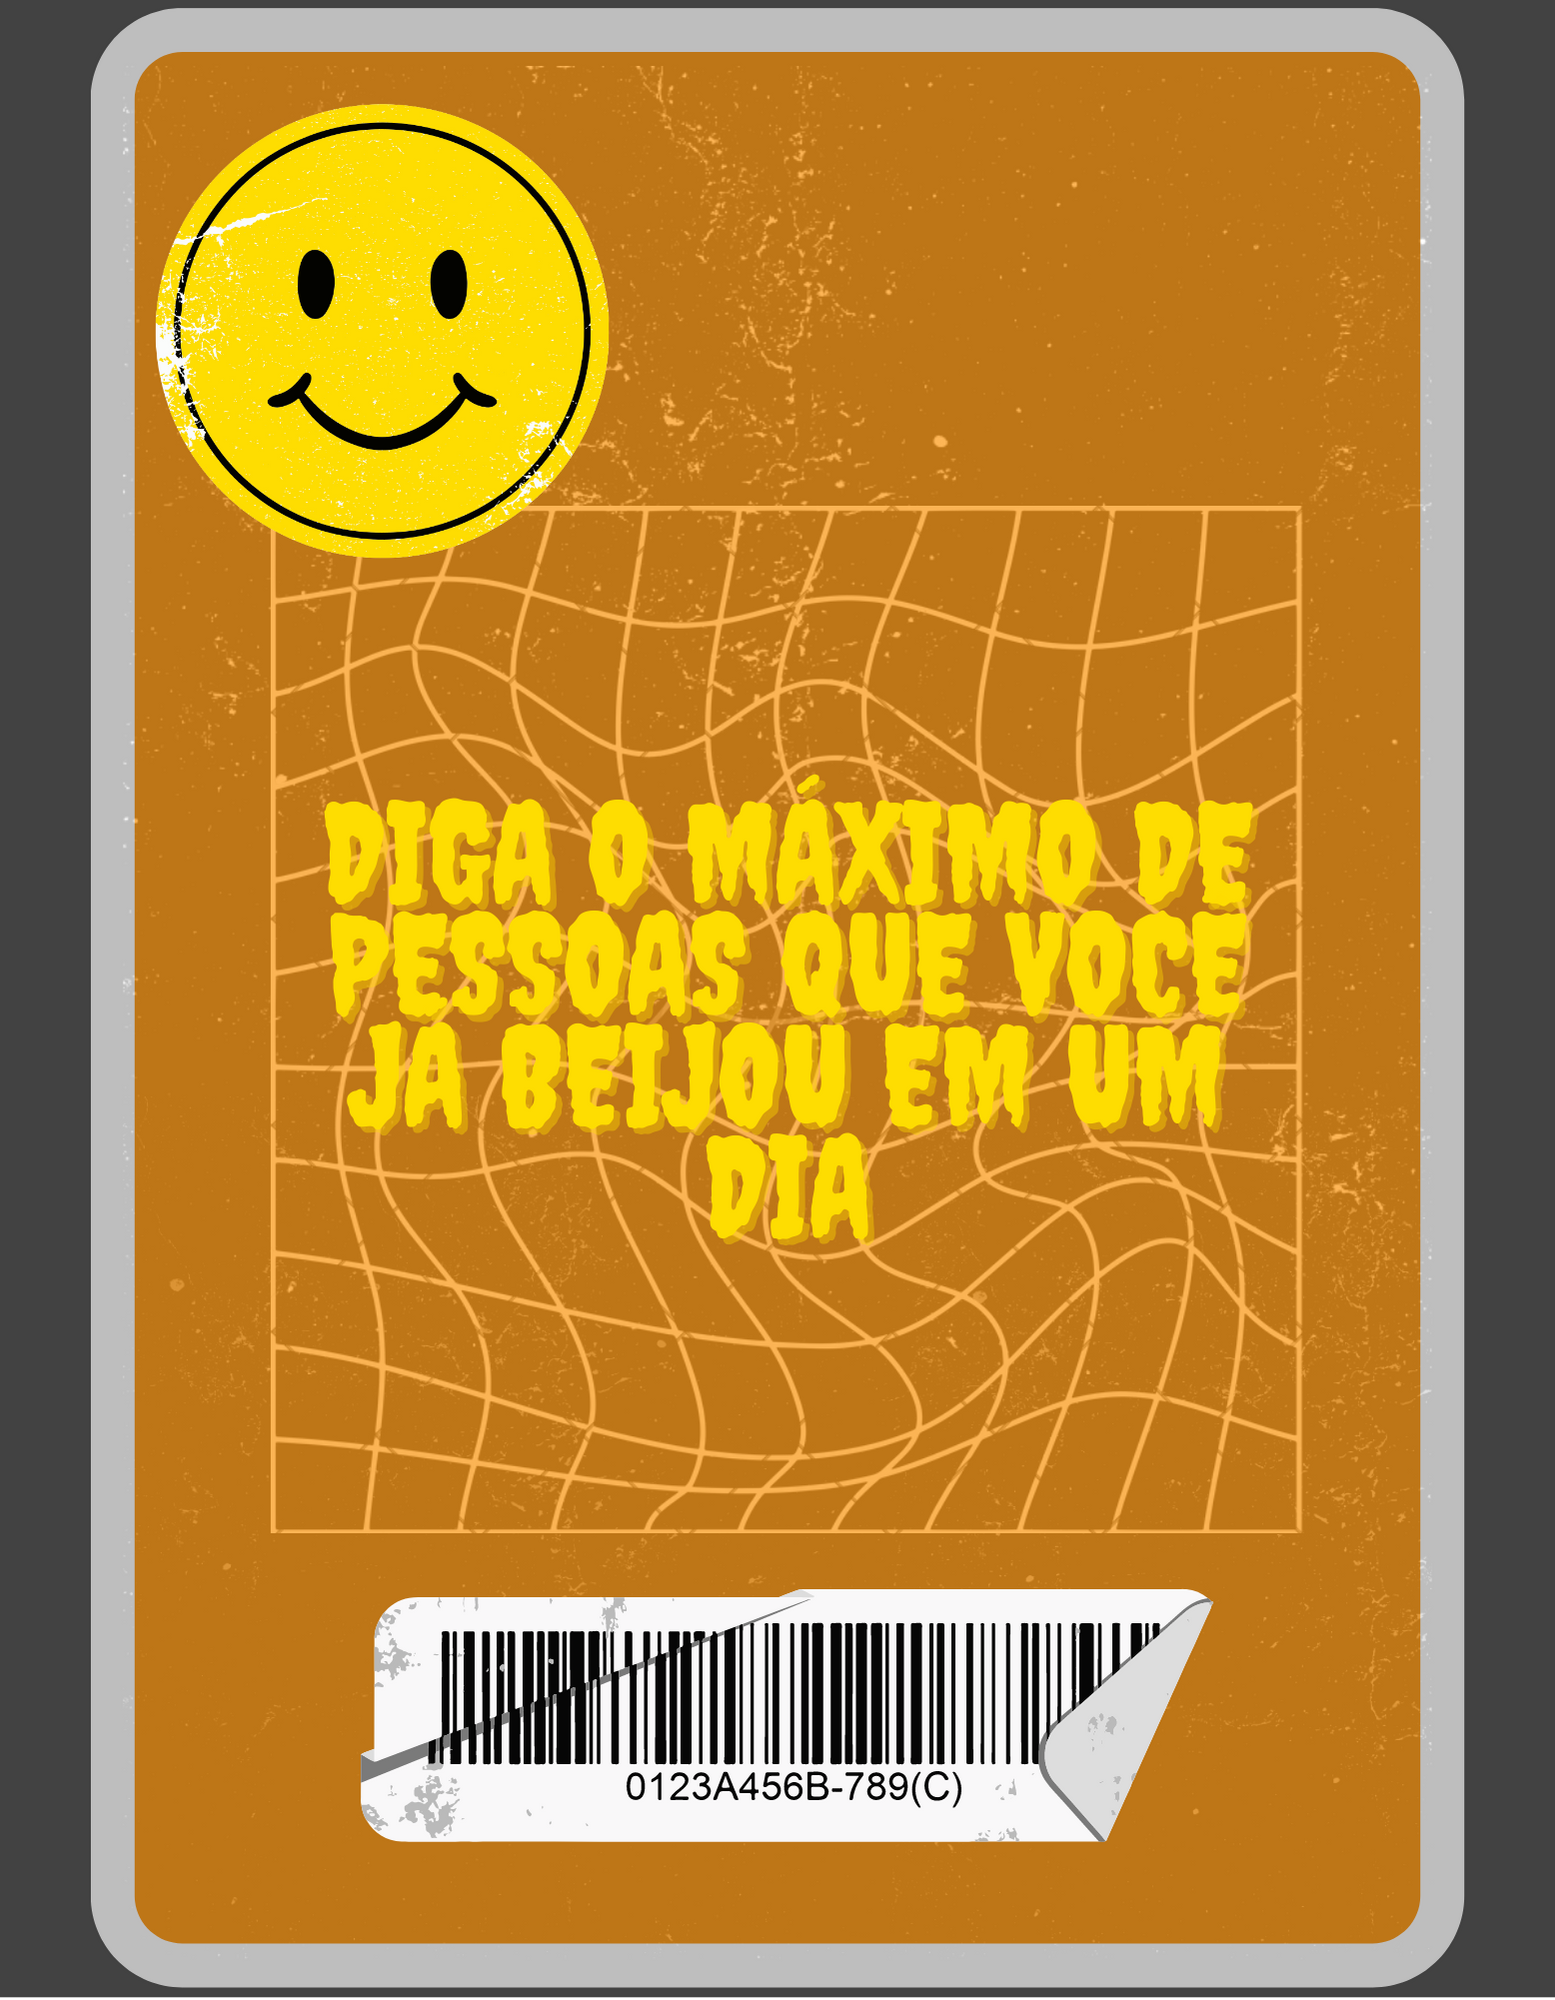 DIGA O MÁXIMO DE
PESSOAS QUE VOCE
JA BEIJOU EM UM
DIA
0123A456B-789(C)